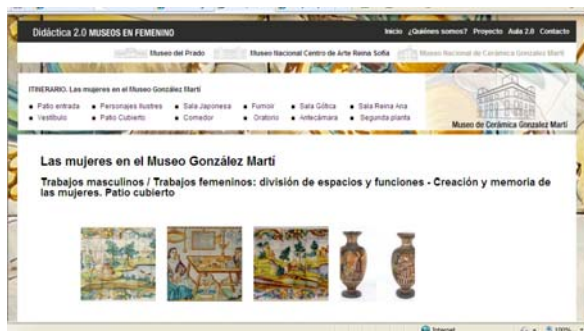 Didáctica 2.0 MUSEOS EN FEMENINO
Inicio ¿Quiénes somos? Proyecto Aula 2.0 Contacto
Museo del Prado Museo Nacional Centro de Arte Reina Sofía Museo Nacional de Cerámica González Martí
ITINERARIO. Las mujeres en el Museo González Martí
• Patio entrada • Personajes Ilustres • Sala Japonesa • Fumoir • Sala Gótica • Sala Reina Ana
• Vestíbulo • Patio Cubierto • Comedor • Oratorio • Antecámara • Segunda planta
Museo de Cerámica González Martí
Las mujeres en el Museo González Martí
Trabajos masculinos / Trabajos femeninos: división de espacios y funciones - Creación y memoria de
las mujeres. Patio cubierto
Internet 100%